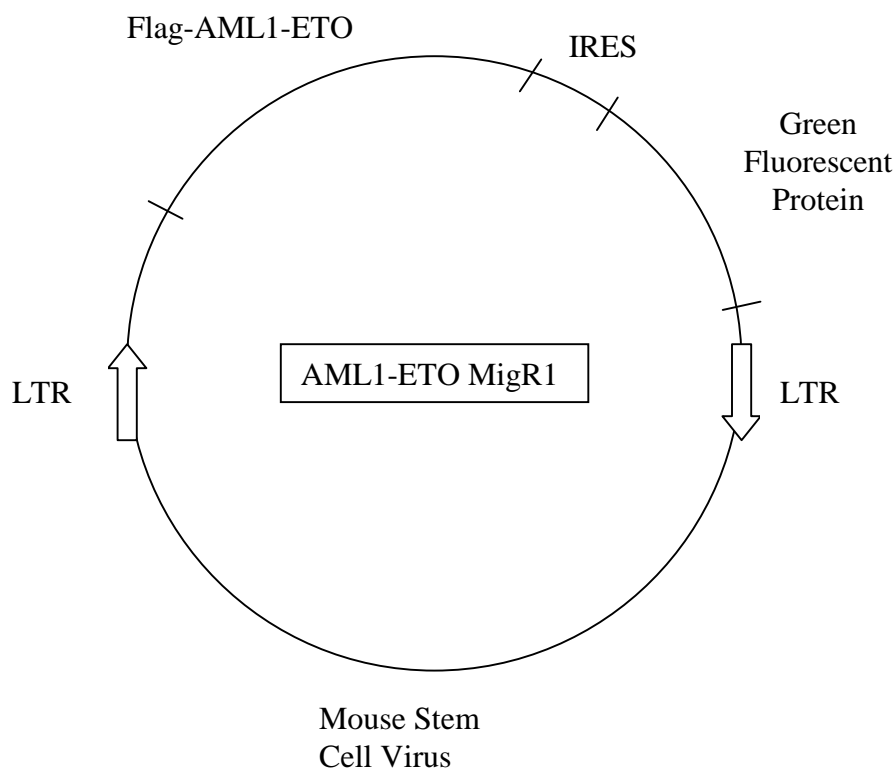 Flag-AML1-ETO
IRES
Green
Fluorescent
Protein
AML1-ETO MigR1
LTR
LTR
Mouse Stem
Cell Virus